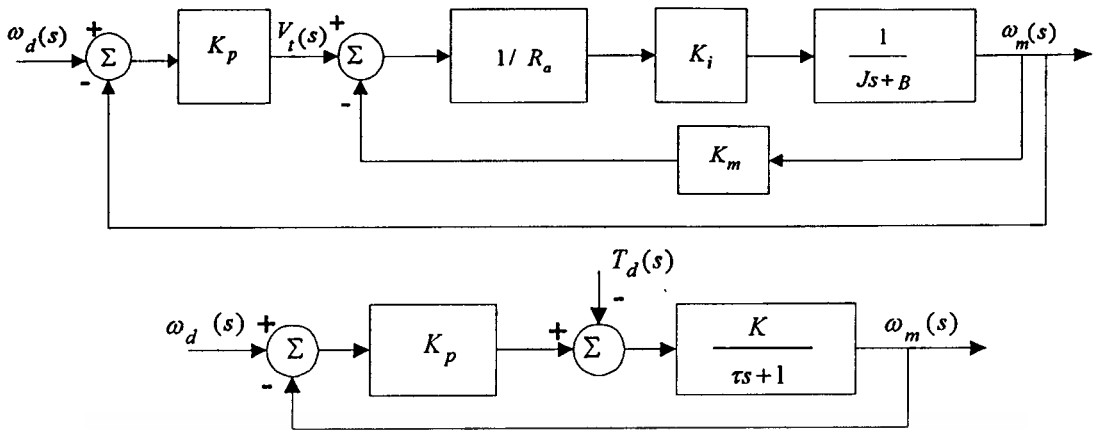 ω_d(s)
+
Σ
-
K_p
V_t(s)
+
Σ
-
1/ R_a
K_i
1
Js+B
ω_m(s)
K_m
T_d(s)
-
ω_d (s)
+
Σ
-
K_p
+
Σ
K
τs+1
ω_m(s)